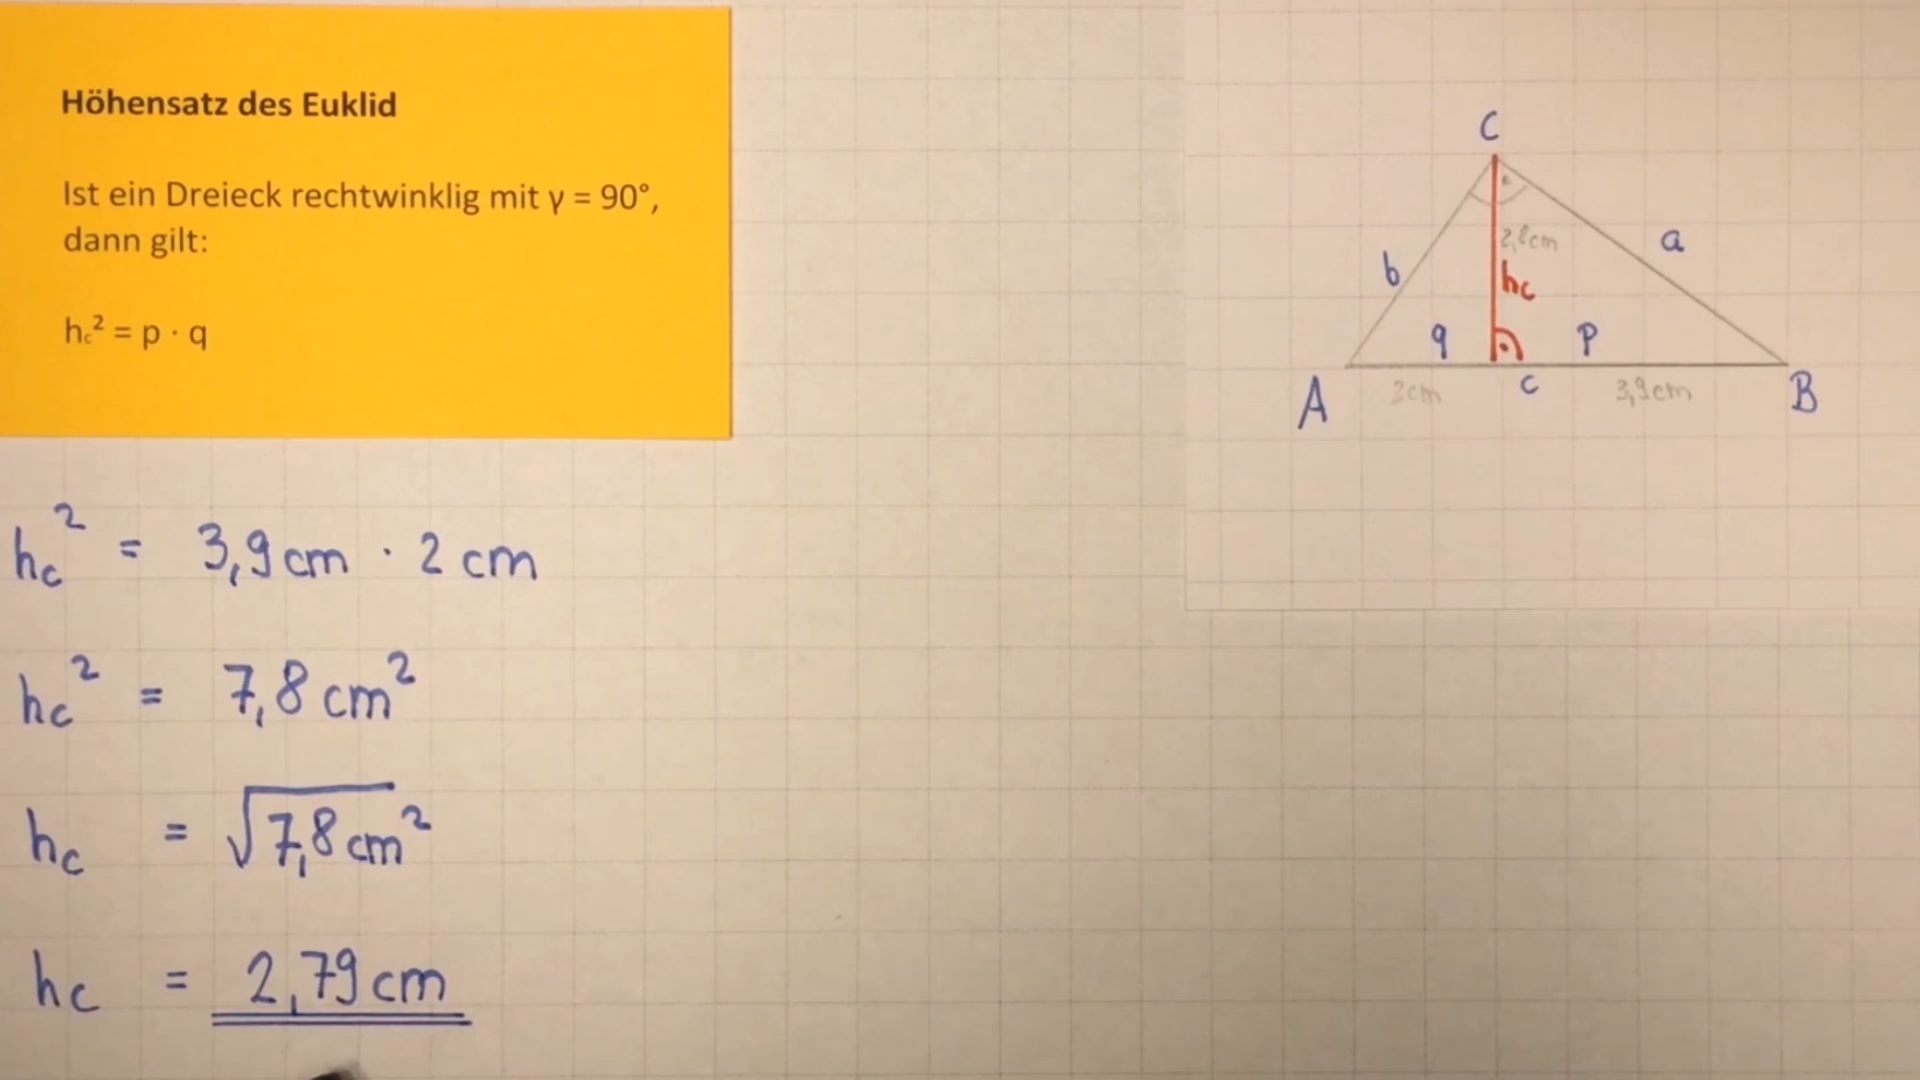 Höhensatz des Euklid
Ist ein Dreieck rechtwinklig mit γ = 90°,
dann gilt:
h꜀² = p · q
h꜀² = 3,9 cm · 2 cm
h꜀² = 7,8 cm²
h꜀ = √7,8 cm²
h꜀ = 2,79 cm
C
2,8cm
a
b
h꜀
q
p
A
2cm
c
3,9cm
B